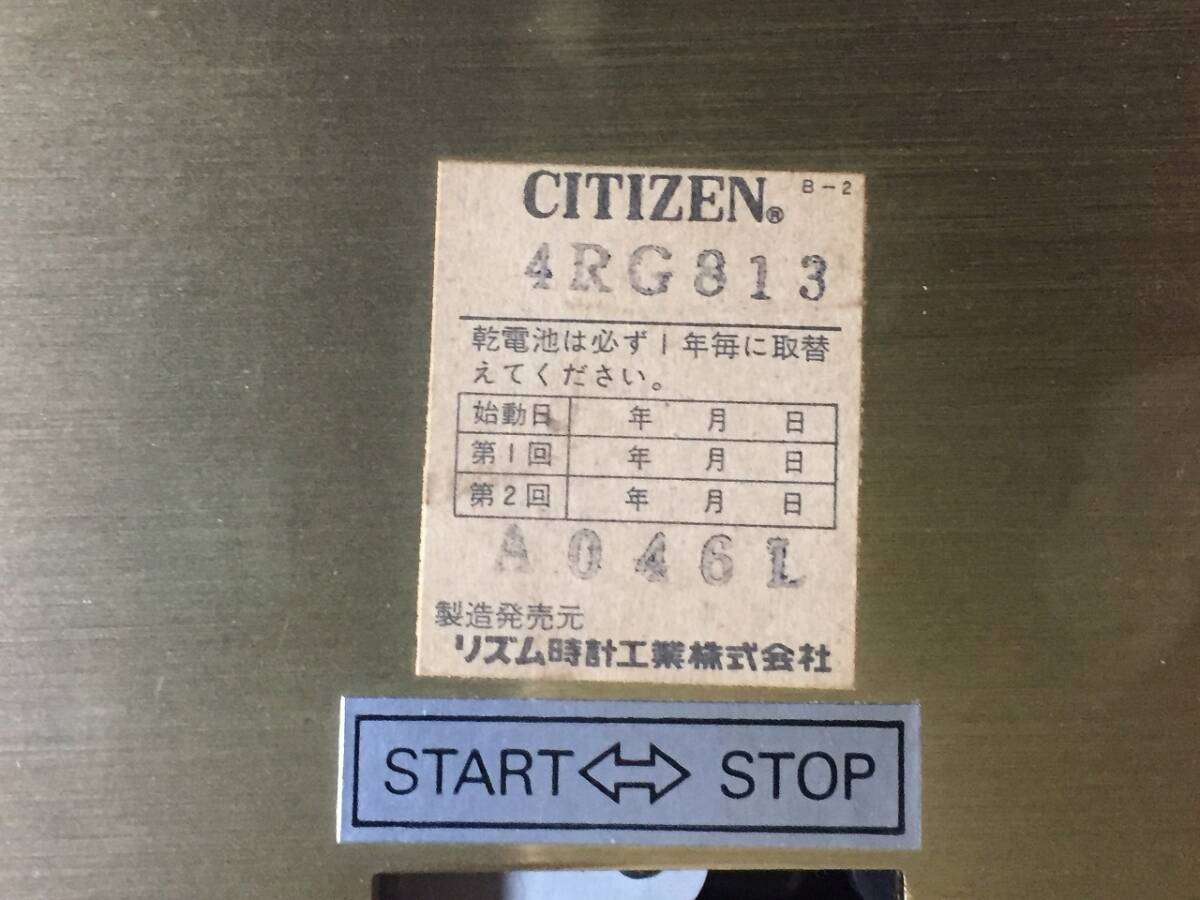 CITIZEN® B-2
4RG813
乾電池は必ず1年毎に取替
えてください。
始動日 年 月 日
第1回 年 月 日
第2回 年 月 日
A046L
製造発売元
リズム時計工業株式会社
START⇔STOP